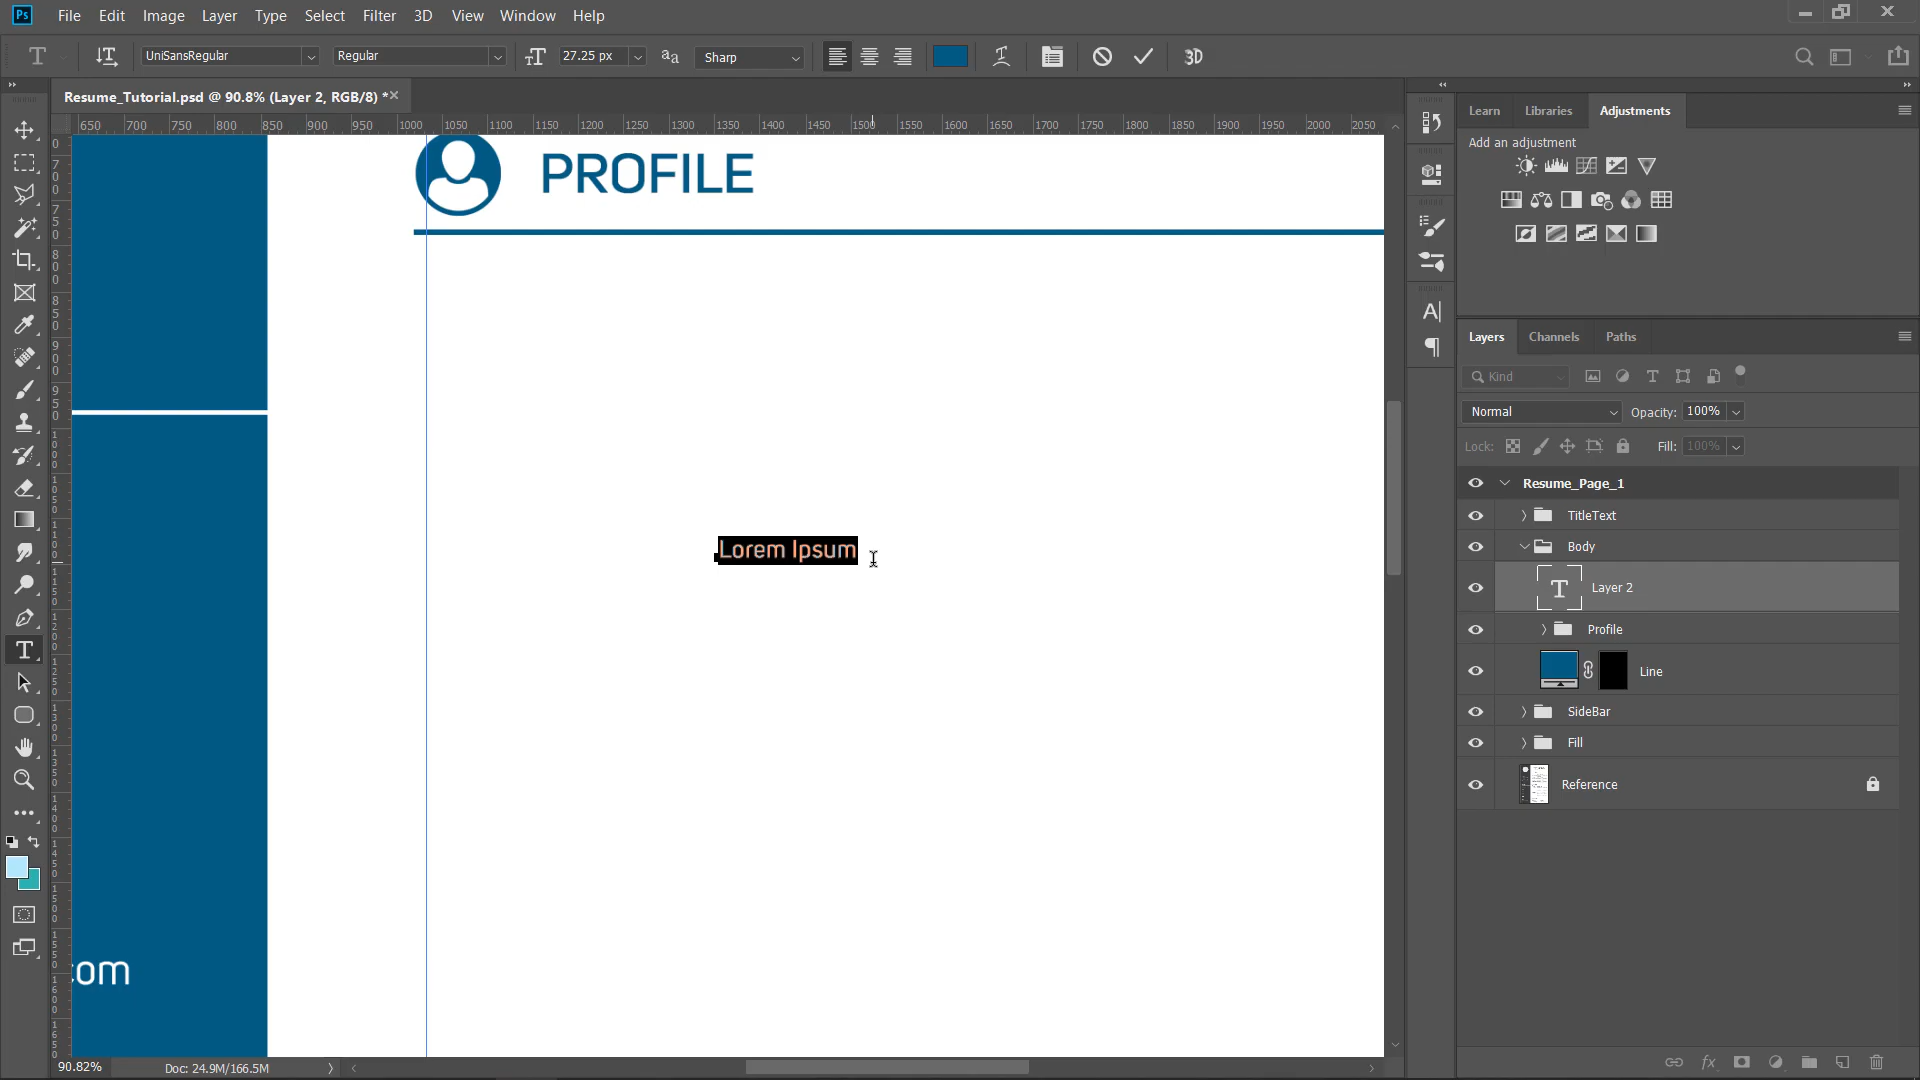 Ps File Edit Image Layer Type Select Filter 3D View Window Help
T UniSansRegular Regular 27.25 px aa Sharp 3D
Resume_Tutorial.psd @ 90.8% (Layer 2, RGB/8) *
650 700 750 800 850 900 950 1000 1050 1100 1150 1200 1250 1300 1350 1400 1450 1500 1550 1600 1650 1700 1750 1800 1850 1900 1950 2000 2050
PROFILE
Lorem Ipsum
com
90.82% Doc: 24.9M/166.5M
Learn Libraries Adjustments
Add an adjustment
Layers Channels Paths
Kind
Normal Opacity: 100%
Lock: Fill: 100%
Resume_Page_1
TitleText
Body
T Layer 2
Profile
Line
SideBar
Fill
Reference
fx